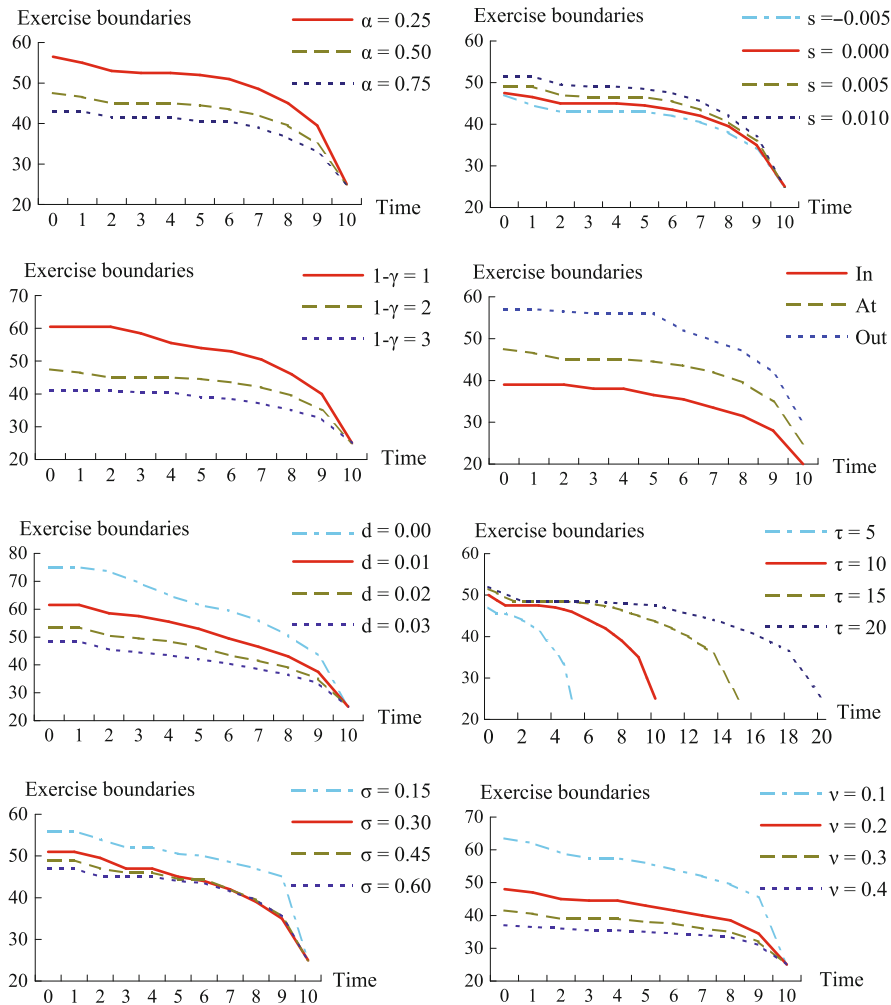 Exercise boundaries
α = 0.25
α = 0.50
α = 0.75
60
50
40
30
20
0 1 2 3 4 5 6 7 8 9 10
Time
Exercise boundaries
s =–0.005
s = 0.000
s = 0.005
s = 0.010
60
50
40
30
20
0 1 2 3 4 5 6 7 8 9 10
Time
Exercise boundaries
1-γ = 1
1-γ = 2
1-γ = 3
70
60
50
40
30
20
0 1 2 3 4 5 6 7 8 9 10
Time
Exercise boundaries
In
At
Out
60
50
40
30
20
0 1 2 3 4 5 6 7 8 9 10
Time
Exercise boundaries
d = 0.00
d = 0.01
d = 0.02
d = 0.03
80
70
60
50
40
30
20
0 1 2 3 4 5 6 7 8 9 10
Time
Exercise boundaries
τ = 5
τ = 10
τ = 15
τ = 20
60
50
40
30
20
0 2 4 6 8 10 12 14 16 18 20
Time
Exercise boundaries
σ = 0.15
σ = 0.30
σ = 0.45
σ = 0.60
60
50
40
30
20
0 1 2 3 4 5 6 7 8 9 10
Time
Exercise boundaries
ν = 0.1
ν = 0.2
ν = 0.3
ν = 0.4
70
60
50
40
30
20
0 1 2 3 4 5 6 7 8 9 10
Time